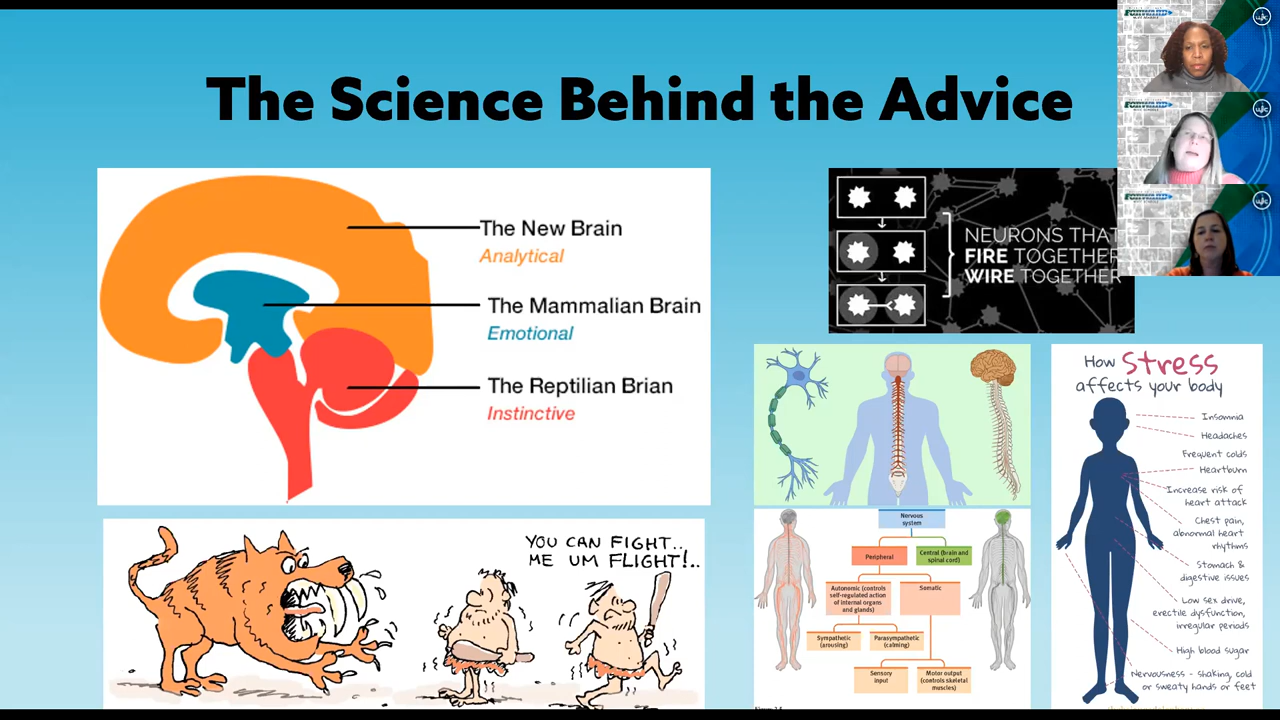 The Science Behind the Advice
The New Brain
Analytical
The Mammalian Brain
Emotional
The Reptilian Brian
Instinctive
NEURONS THAT
FIRE TOGETHER
WIRE TOGETHER
YOU CAN FIGHT..
ME UM FLIGHT!..
Nervous
system
Peripheral
Central (brain and
spinal cord)
Autonomic (controls
self-regulated action
of internal organs
and glands)
Somatic
Sympathetic
(arousing)
Parasympathetic
(calming)
Sensory
input
Motor output
(controls skeletal
muscles)
How Stress
affects your body
Insomnia
Headaches
Frequent colds
Heartburn
Increase risk of
heart attack
Chest pain,
abnormal heart
rhythms
Stomach &
digestive issues
Low sex drive,
erectile dysfunction,
irregular periods
High blood sugar
Nervousness - shaking, cold
or sweaty hands or feet
FORWARD
FORWARD
FORWARD